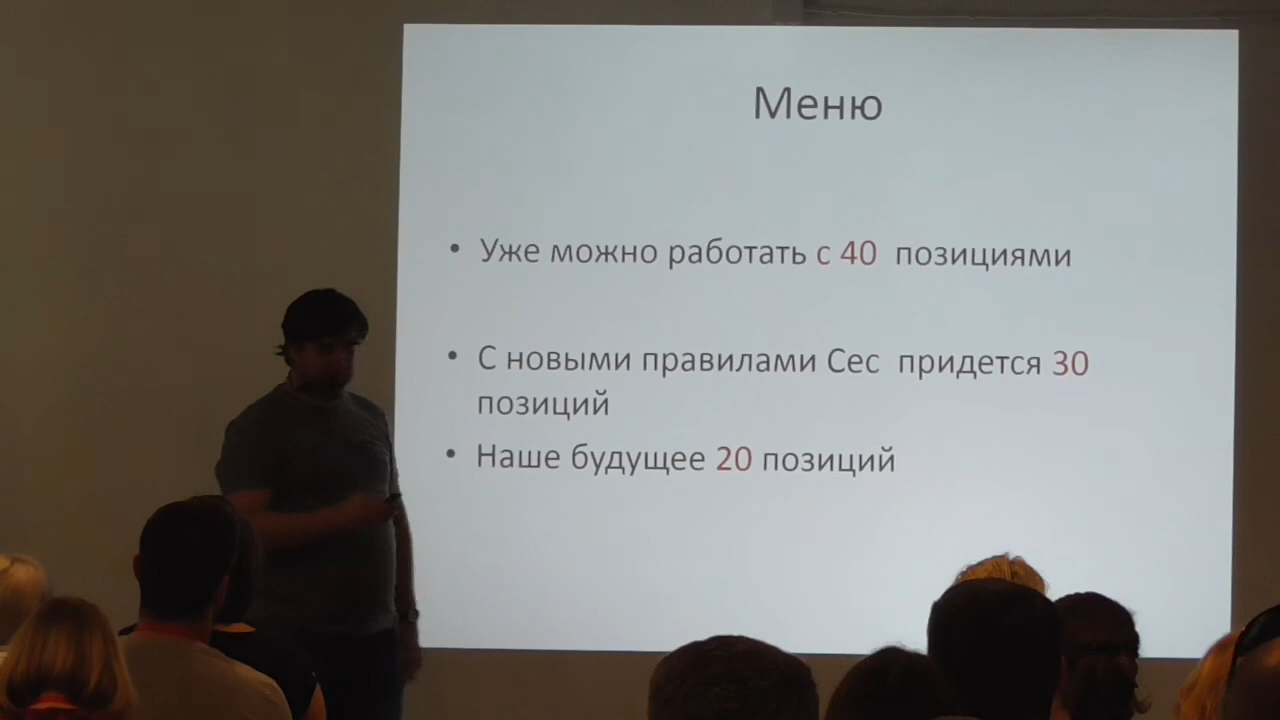 Меню
• Уже можно работать с 40 позициями
• С новыми правилами Сес придется 30
позиций
• Наше будущее 20 позиций